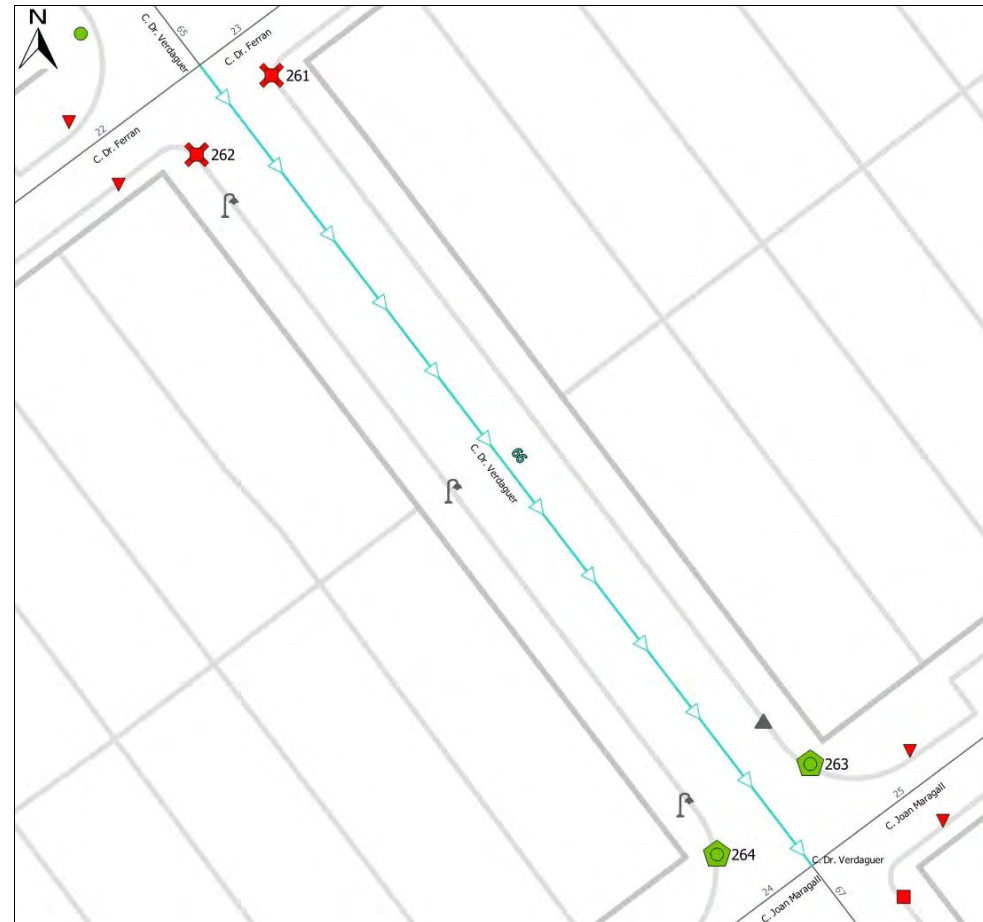 N
65
C. Dr. Verdaguer
23
C. Dr. Ferran
261
22
C. Dr. Ferran
262
66
C. Dr. Verdaguer
263
25
C. Joan Maragall
264
C. Dr. Verdaguer
24
C. Joan Maragall
67